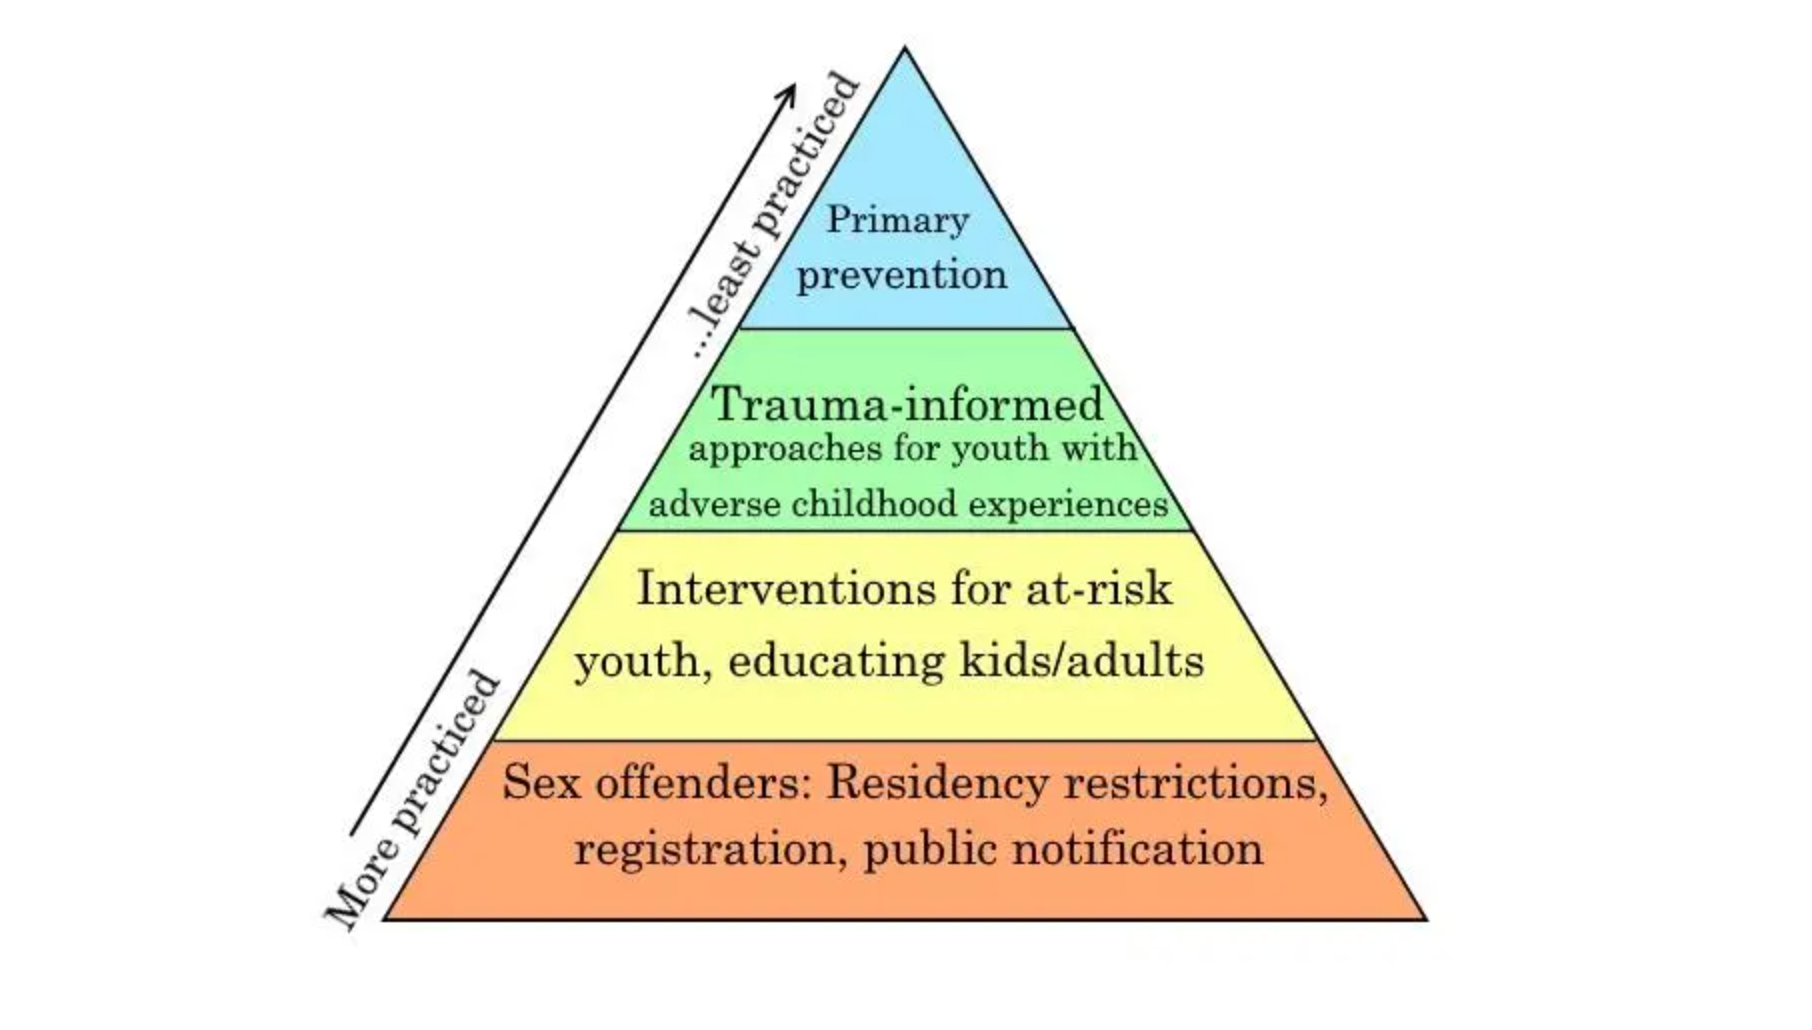 ...least practiced
More practiced
Primary
prevention
Trauma-informed
approaches for youth with
adverse childhood experiences
Interventions for at-risk
youth, educating kids/adults
Sex offenders: Residency restrictions,
registration, public notification